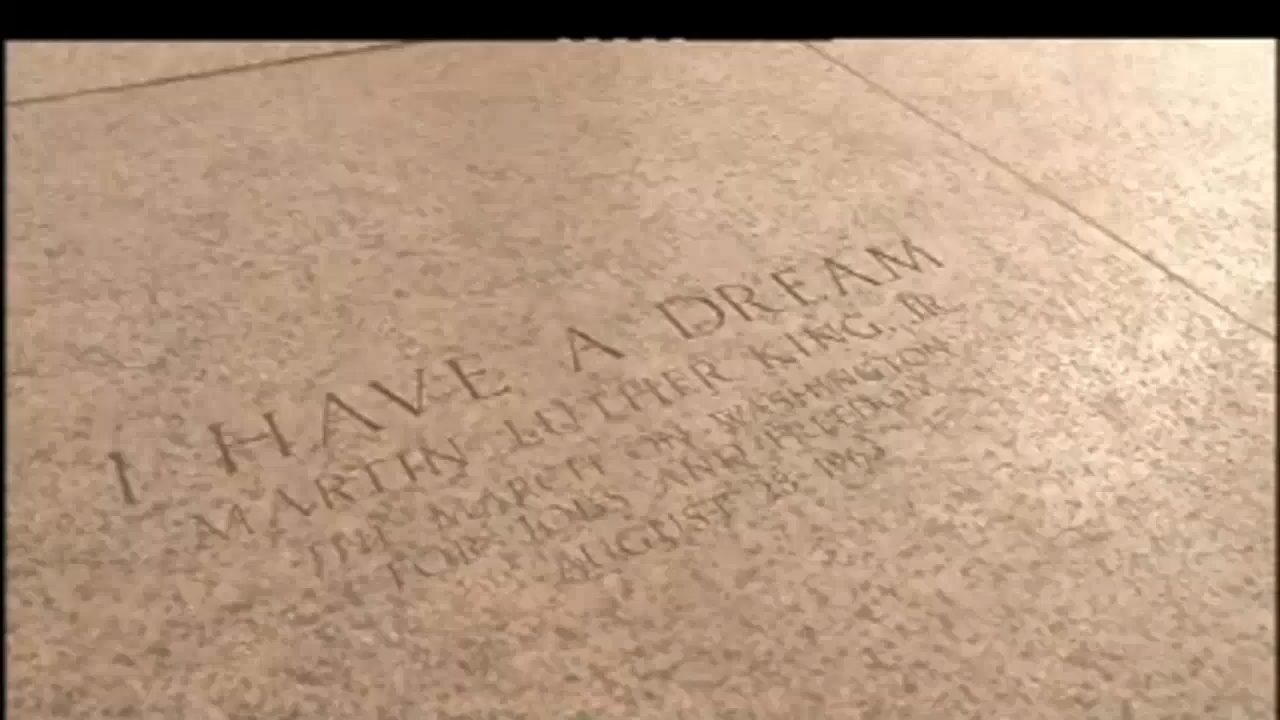 I HAVE A DREAM
MARTIN LUTHER KING, JR
THE MARCH ON WASHINGTON
FOR JOBS AND FREEDOM
AUGUST 28, 1963